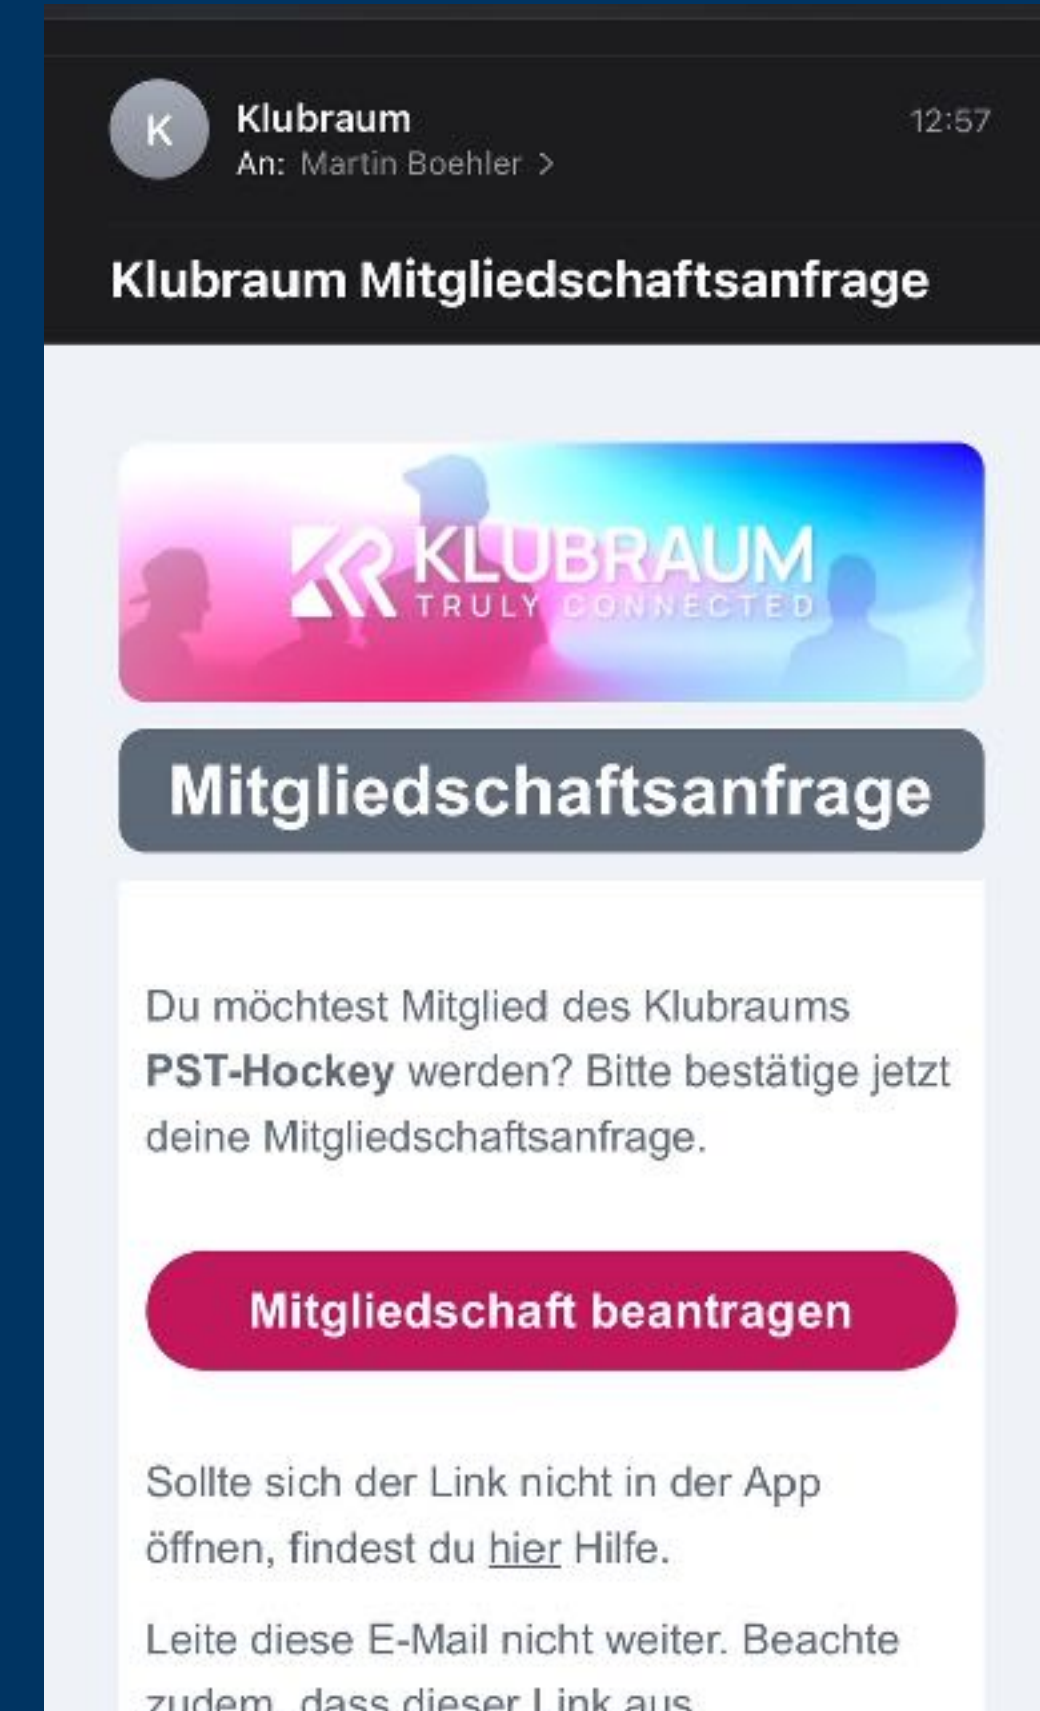 K
Klubraum
12:57
An: Martin Boehler >
Klubraum Mitgliedschaftsanfrage
KR KLUBRAUM
TRULY CONNECTED
Mitgliedschaftsanfrage
Du möchtest Mitglied des Klubraums
PST-Hockey werden? Bitte bestätige jetzt
deine Mitgliedschaftsanfrage.
Mitgliedschaft beantragen
Sollte sich der Link nicht in der App
öffnen, findest du hier Hilfe.
Leite diese E-Mail nicht weiter. Beachte
zudem, dass dieser Link aus